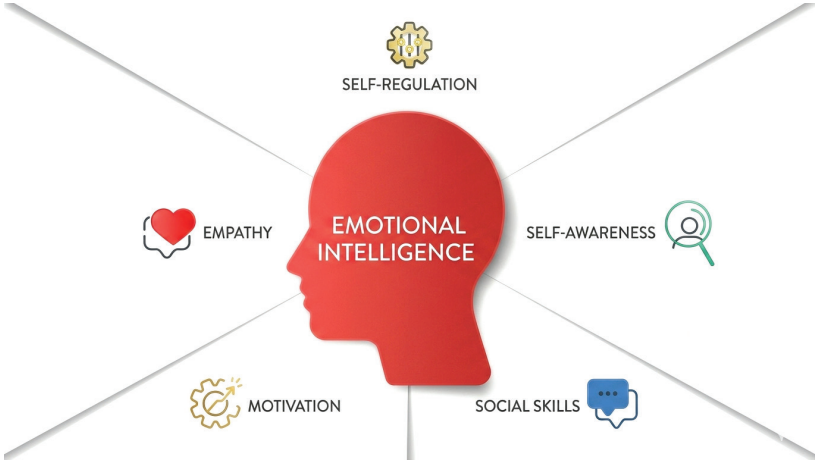 SELF-REGULATION
EMPATHY
EMOTIONAL
INTELLIGENCE
SELF-AWARENESS
MOTIVATION
SOCIAL SKILLS